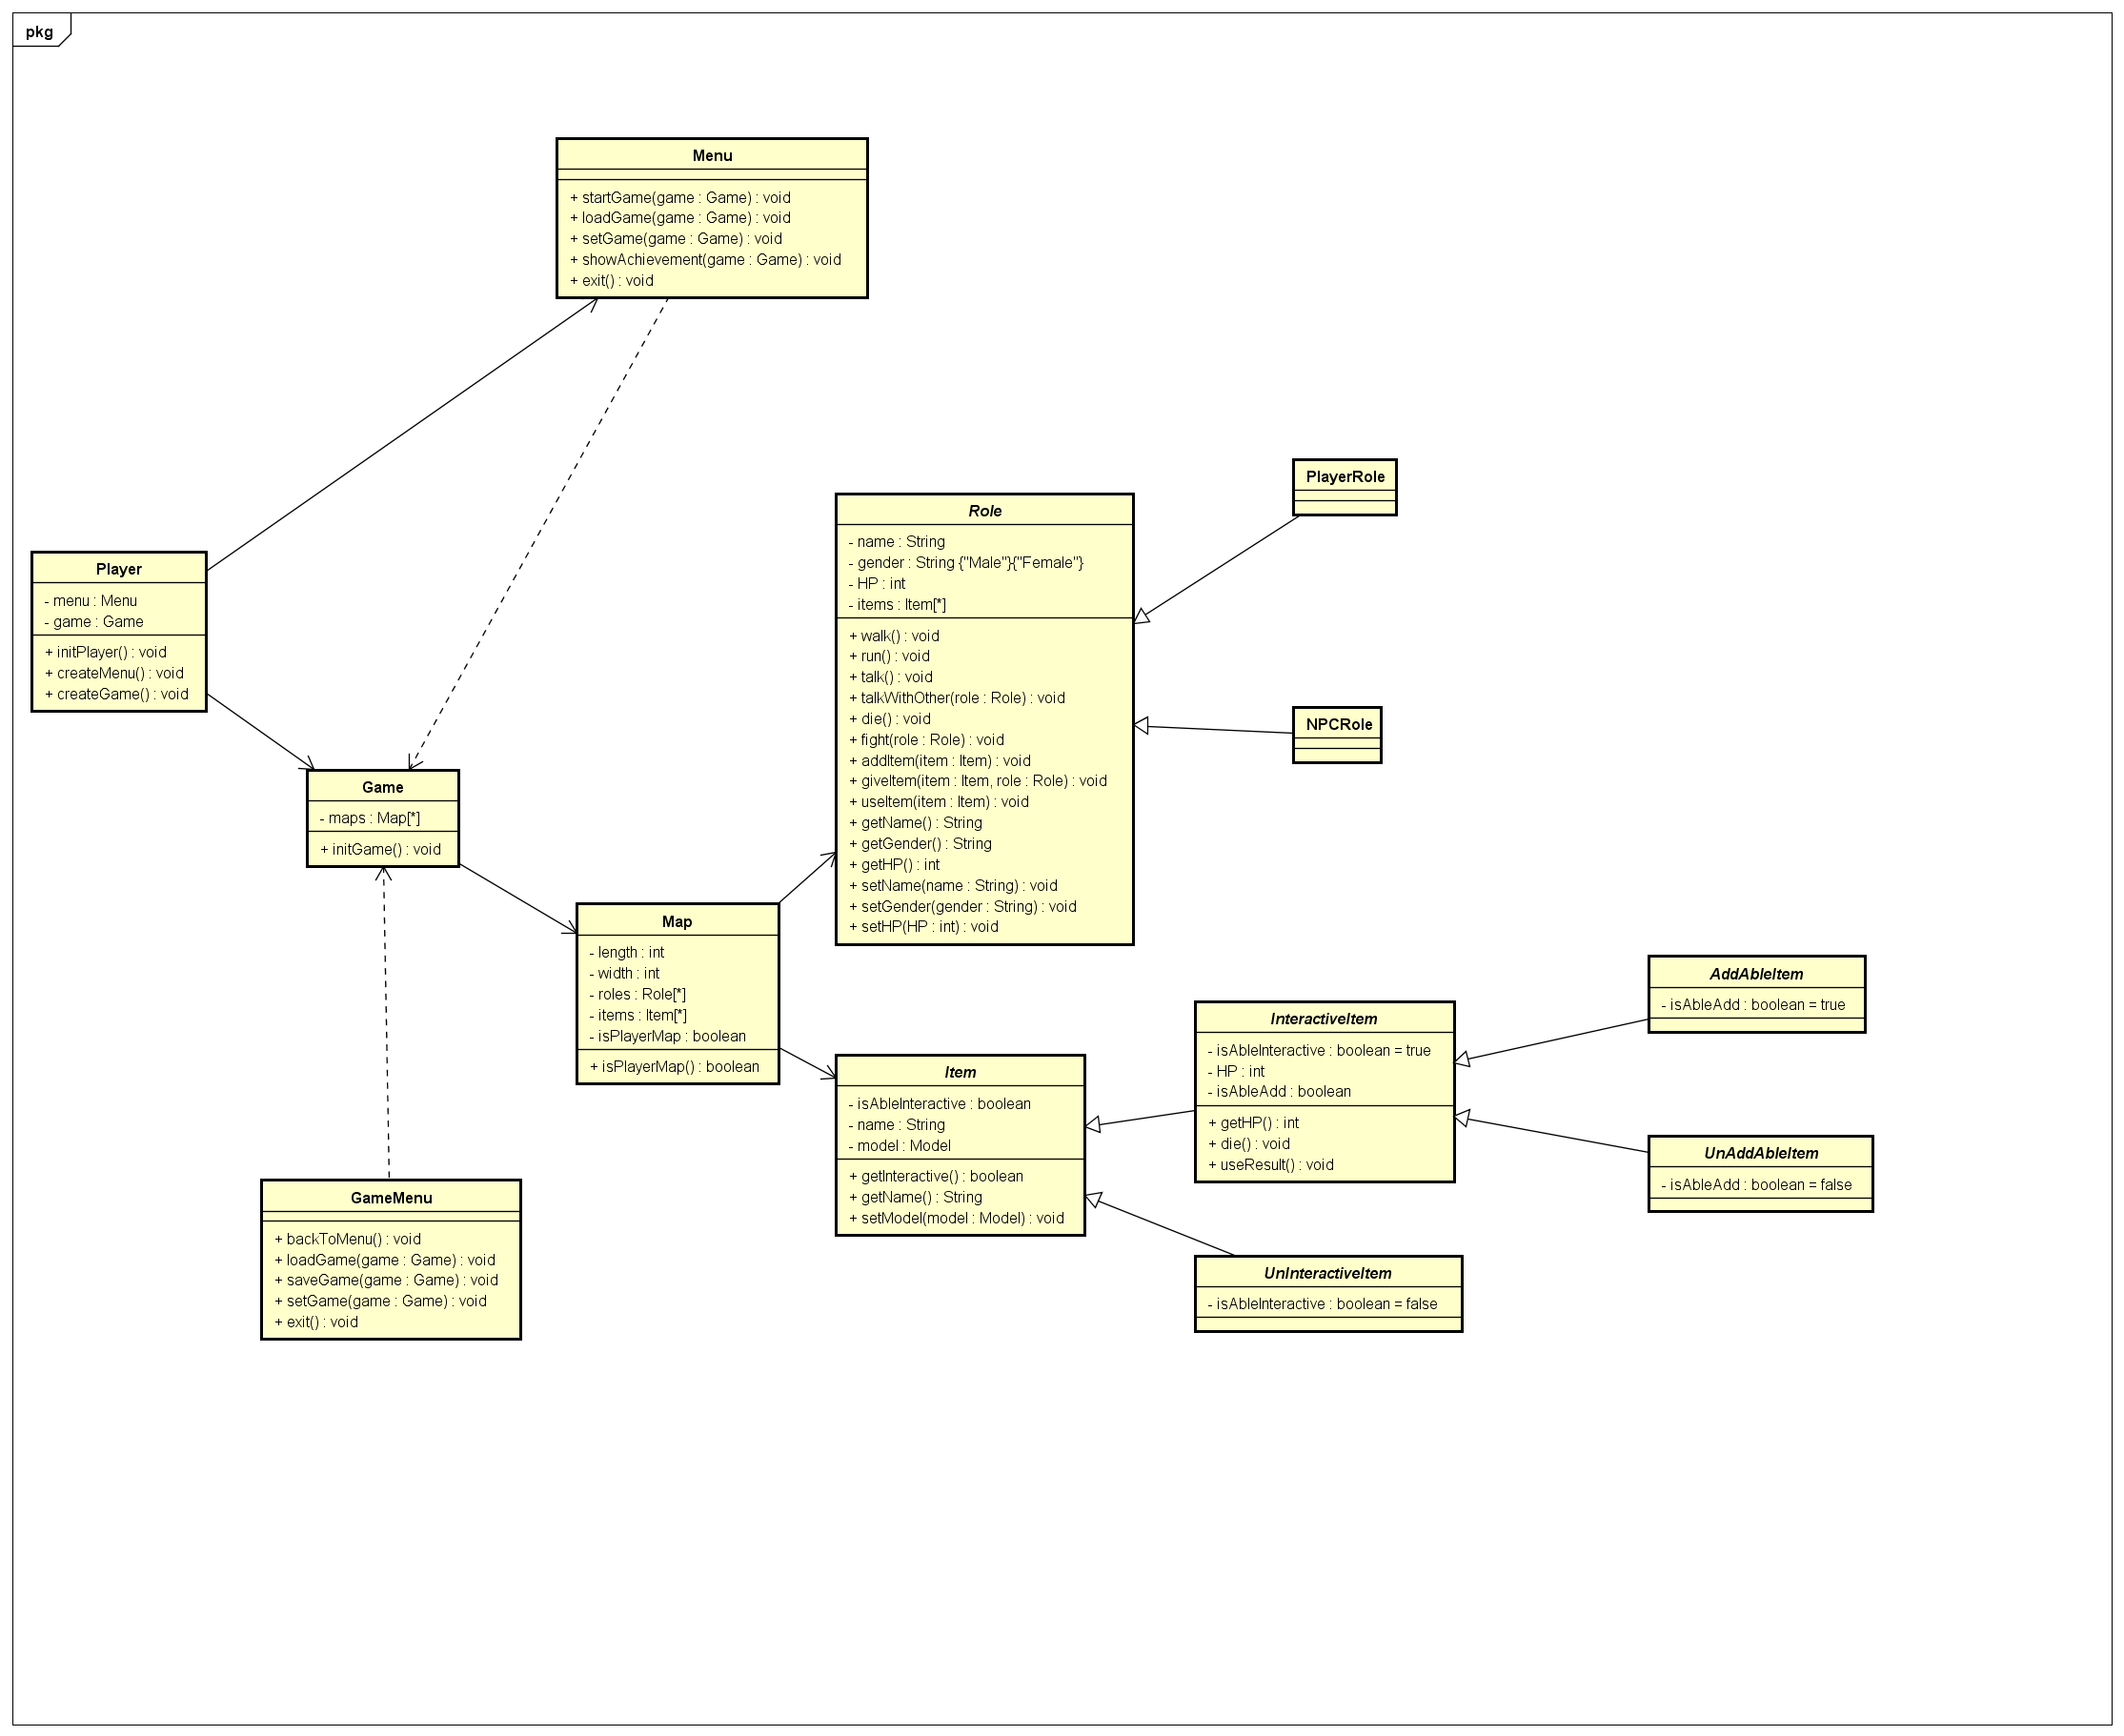 pkg
Menu
+ startGame(game : Game) : void
+ loadGame(game : Game) : void
+ setGame(game : Game) : void
+ showAchievement(game : Game) : void
+ exit() : void
Player
- menu : Menu
- game : Game
+ initPlayer() : void
+ createMenu() : void
+ createGame() : void
Game
- maps : Map[*]
+ initGame() : void
GameMenu
+ backToMenu() : void
+ loadGame(game : Game) : void
+ saveGame(game : Game) : void
+ setGame(game : Game) : void
+ exit() : void
Map
- length : int
- width : int
- roles : Role[*]
- items : Item[*]
- isPlayerMap : boolean
+ isPlayerMap() : boolean
Role
- name : String
- gender : String {"Male"}{"Female"}
- HP : int
- items : Item[*]
+ walk() : void
+ run() : void
+ talk() : void
+ talkWithOther(role : Role) : void
+ die() : void
+ fight(role : Role) : void
+ addItem(item : Item) : void
+ giveItem(item : Item, role : Role) : void
+ useItem(item : Item) : void
+ getName() : String
+ getGender() : String
+ getHP() : int
+ setName(name : String) : void
+ setGender(gender : String) : void
+ setHP(HP : int) : void
PlayerRole
NPCRole
Item
- isAbleInteractive : boolean
- name : String
- model : Model
+ getInteractive() : boolean
+ getName() : String
+ setModel(model : Model) : void
InteractiveItem
- isAbleInteractive : boolean = true
- HP : int
- isAbleAdd : boolean
+ getHP() : int
+ die() : void
+ useResult() : void
UnInteractiveItem
- isAbleInteractive : boolean = false
AddAbleItem
- isAbleAdd : boolean = true
UnAddAbleItem
- isAbleAdd : boolean = false